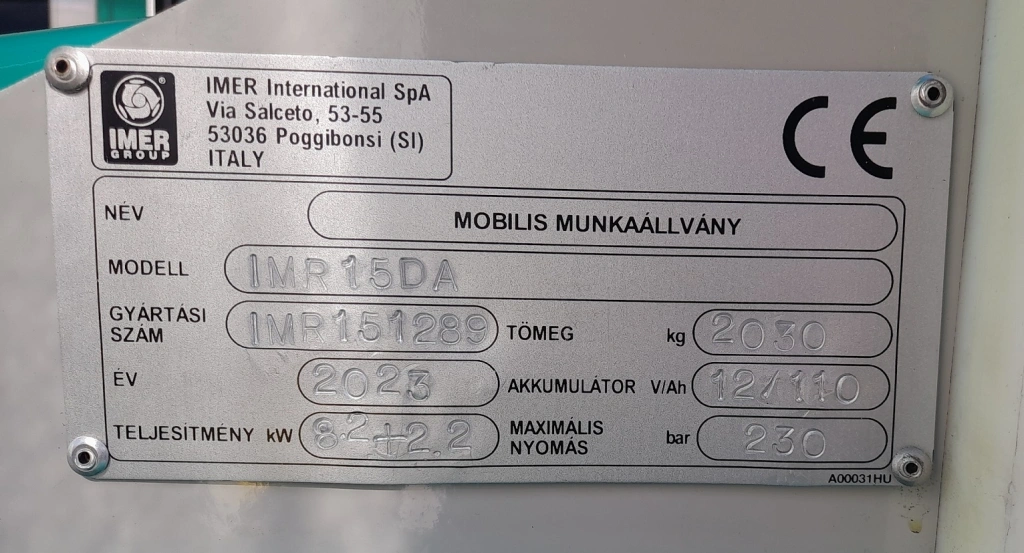 IMER GROUP ®
IMER International SpA
Via Salceto, 53-55
53036 Poggibonsi (SI)
ITALY
CE
NÉV MOBILIS MUNKAÁLLVÁNY
MODELL IMR15DA
GYÁRTÁSI SZÁM IMR151289 TÖMEG kg 2030
ÉV 2023 AKKUMULÁTOR V/Ah 12/110
TELJESÍTMÉNY kW 8.2+2.2 MAXIMÁLIS NYOMÁS bar 230
A00031HU